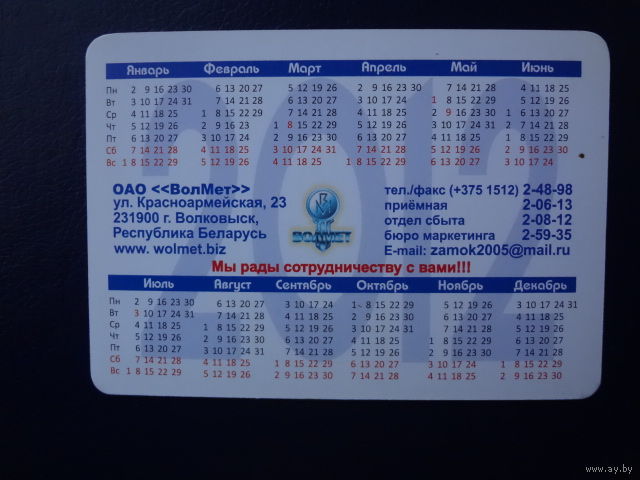 Январь Февраль Март Апрель Май Июнь
Пн 2 9 16 23 30 6 13 20 27 5 12 19 26 2 9 16 23 30 7 14 21 28 4 11 18 25
Вт 3 10 17 24 31 7 14 21 28 6 13 20 27 3 10 17 24 1 8 15 22 29 5 12 19 26
Ср 4 11 18 25 1 8 15 22 29 7 14 21 28 4 11 18 25 2 9 16 23 30 6 13 20 27
Чт 5 12 19 26 2 9 16 23 1 8 15 22 29 5 12 19 26 3 10 17 24 31 7 14 21 28
Пт 6 13 20 27 3 10 17 24 2 9 16 23 30 6 13 20 27 4 11 18 25 1 8 15 22 29
Сб 7 14 21 28 4 11 18 25 3 10 17 24 31 7 14 21 28 5 12 19 26 2 9 16 23 30
Вс 1 8 15 22 29 5 12 19 26 4 11 18 25 1 8 15 22 29 6 13 20 27 3 10 17 24
2012
ОАО <<ВолМет>>
ул. Красноармейская, 23
231900 г. Волковыск,
Республика Беларусь
www. wolmet.biz
ВОЛМЕТ
тел./факс (+375 1512) 2-48-98
приёмная 2-06-13
отдел сбыта 2-08-12
бюро маркетинга 2-59-35
E-mail: zamok2005@mail.ru
Мы рады сотрудничеству с вами!!!
Июль Август Сентябрь Октябрь Ноябрь Декабрь
Пн 2 9 16 23 30 6 13 20 27 3 10 17 24 1 8 15 22 29 5 12 19 26 3 10 17 24 31
Вт 3 10 17 24 31 7 14 21 28 4 11 18 25 2 9 16 23 30 6 13 20 27 4 11 18 25
Ср 4 11 18 25 1 8 15 22 29 5 12 19 26 3 10 17 24 31 7 14 21 28 5 12 19 26
Чт 5 12 19 26 2 9 16 23 30 6 13 20 27 4 11 18 25 1 8 15 22 29 6 13 20 27
Пт 6 13 20 27 3 10 17 24 31 7 14 21 28 5 12 19 26 2 9 16 23 30 7 14 21 28
Сб 7 14 21 28 4 11 18 25 1 8 15 22 29 6 13 20 27 3 10 17 24 1 8 15 22 29
Вс 1 8 15 22 29 5 12 19 26 2 9 16 23 30 7 14 21 28 4 11 18 25 2 9 16 23 30
www.ay.by